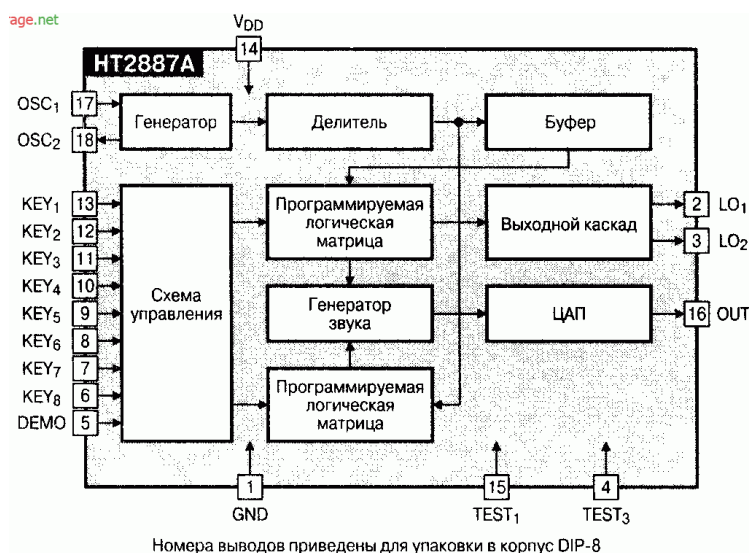 age.net
V_DD
14
HT2887A
OSC₁ 17
OSC₂ 18
Генератор
Делитель
Буфер
KEY₁ 13
KEY₂ 12
KEY₃ 11
KEY₄ 10
KEY₅ 9
KEY₆ 8
KEY₇ 7
KEY₈ 6
DEMO 5
Схема
управления
Программируемая
логическая
матрица
Выходной каскад
2 LO₁
3 LO₂
Генератор
звука
ЦАП
16 OUT
Программируемая
логическая
матрица
1
GND
15
TEST₁
4
TEST₃
Номера выводов приведены для упаковки в корпус DIP-8